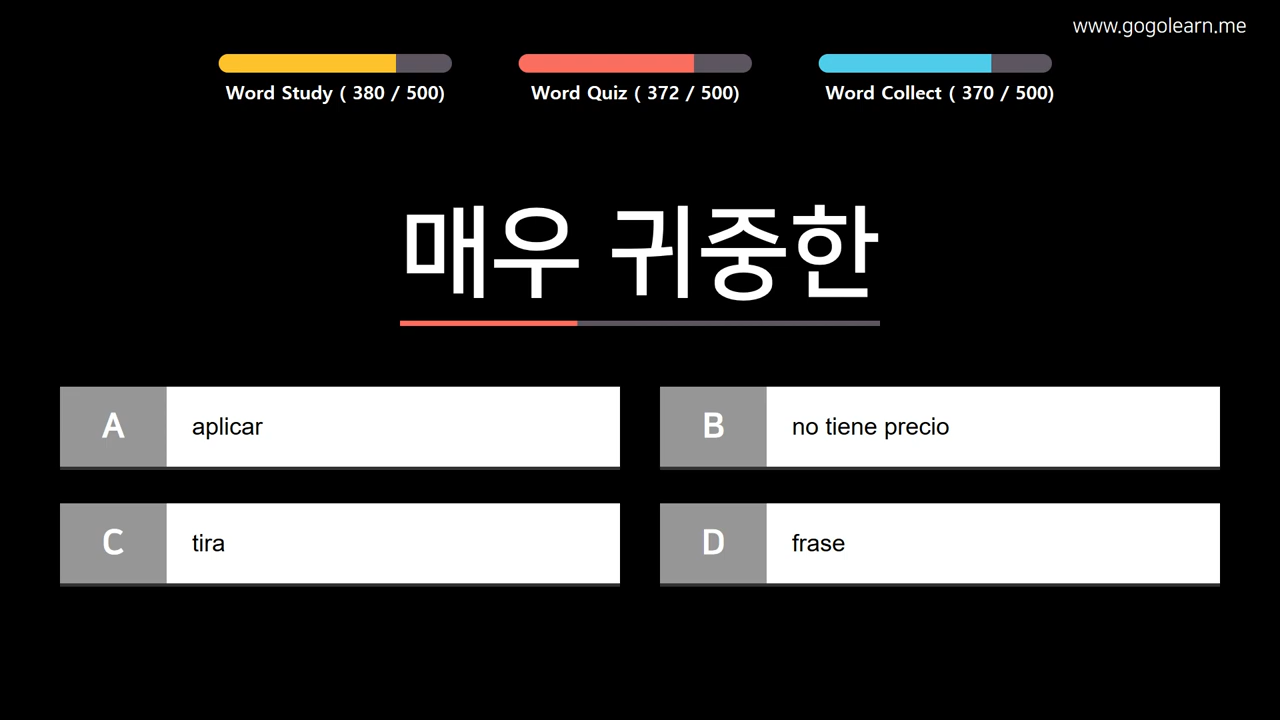 www.gogolearn.me
Word Study ( 380 / 500)
Word Quiz ( 372 / 500)
Word Collect ( 370 / 500)
매우 귀중한
A
aplicar
B
no tiene precio
C
tira
D
frase